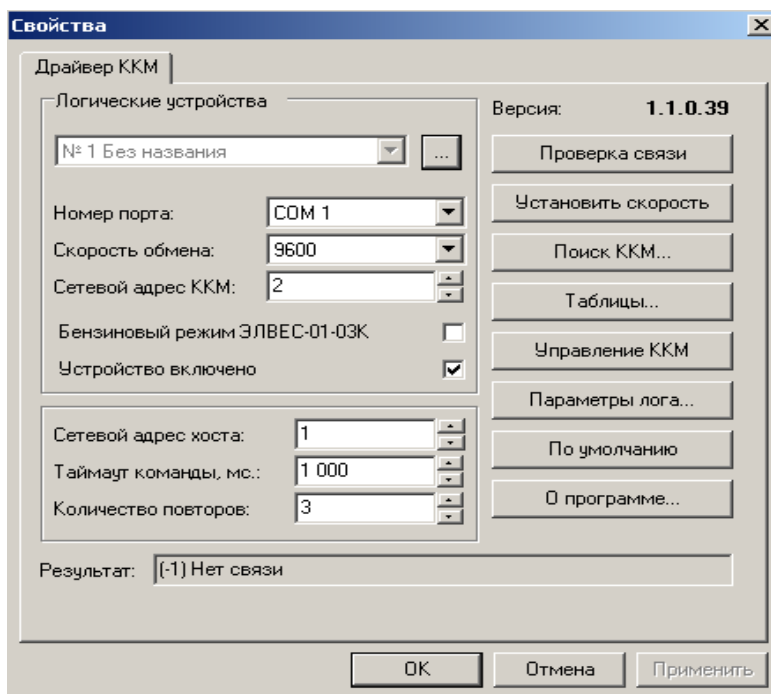 Свойства
Драйвер ККМ
Логические устройства
№ 1 Без названия
...
Номер порта: COM 1
Скорость обмена: 9600
Сетевой адрес ККМ: 2
Бензиновый режим ЭЛВЕС-01-03К
Устройство включено
Сетевой адрес хоста: 1
Таймаут команды, мс.: 1 000
Количество повторов: 3
Версия: 1.1.0.39
Проверка связи
Установить скорость
Поиск ККМ...
Таблицы...
Управление ККМ
Параметры лога...
По умолчанию
О программе...
Результат: (-1) Нет связи
OK
Отмена
Применить